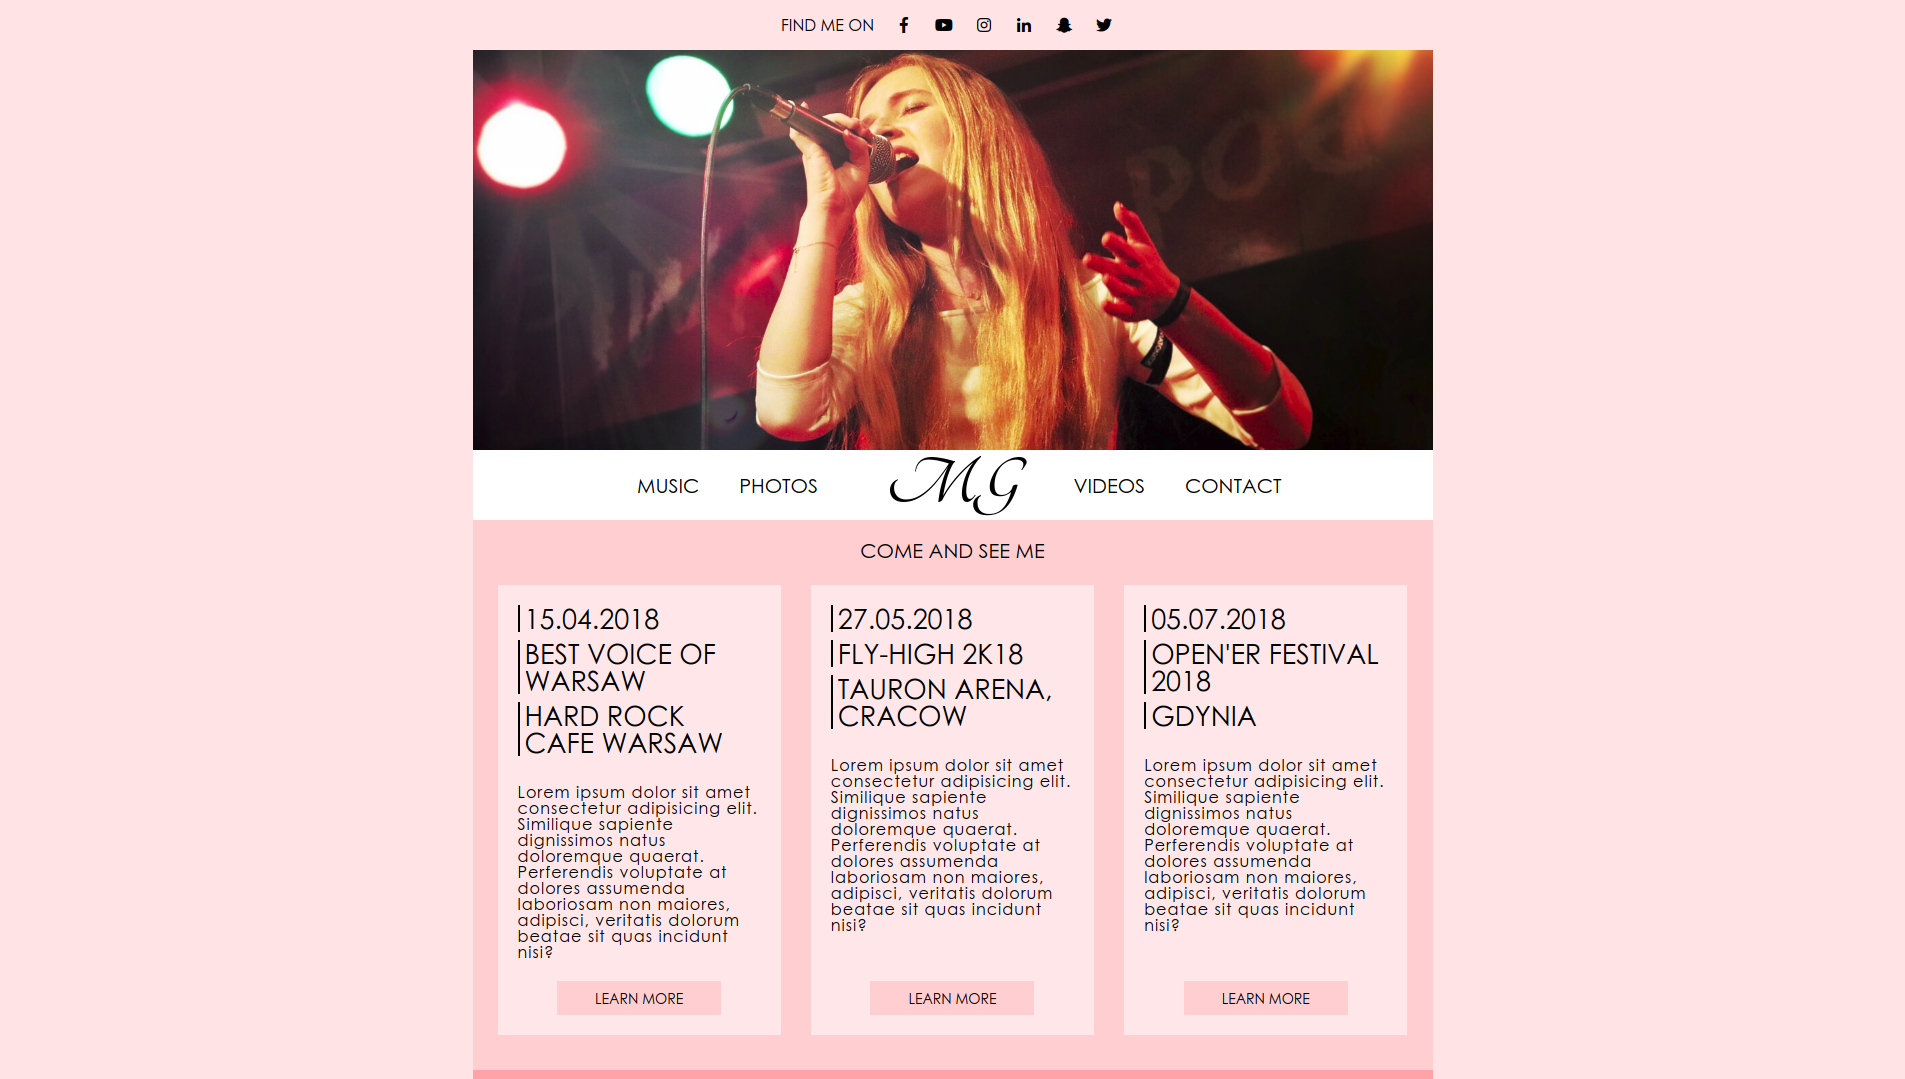 FIND ME ON
POE
MUSIC PHOTOS MG VIDEOS CONTACT
COME AND SEE ME
15.04.2018
BEST VOICE OF
WARSAW
HARD ROCK
CAFE WARSAW
Lorem ipsum dolor sit amet
consectetur adipisicing elit.
Similique sapiente
dignissimos natus
doloremque quaerat.
Perferendis voluptate at
dolores assumenda
laboriosam non maiores,
adipisci, veritatis dolorum
beatae sit quas incidunt
nisi?
LEARN MORE
27.05.2018
FLY-HIGH 2K18
TAURON ARENA,
CRACOW
Lorem ipsum dolor sit amet
consectetur adipisicing elit.
Similique sapiente
dignissimos natus
doloremque quaerat.
Perferendis voluptate at
dolores assumenda
laboriosam non maiores,
adipisci, veritatis dolorum
beatae sit quas incidunt
nisi?
LEARN MORE
05.07.2018
OPEN'ER FESTIVAL
2018
GDYNIA
Lorem ipsum dolor sit amet
consectetur adipisicing elit.
Similique sapiente
dignissimos natus
doloremque quaerat.
Perferendis voluptate at
dolores assumenda
laboriosam non maiores,
adipisci, veritatis dolorum
beatae sit quas incidunt
nisi?
LEARN MORE